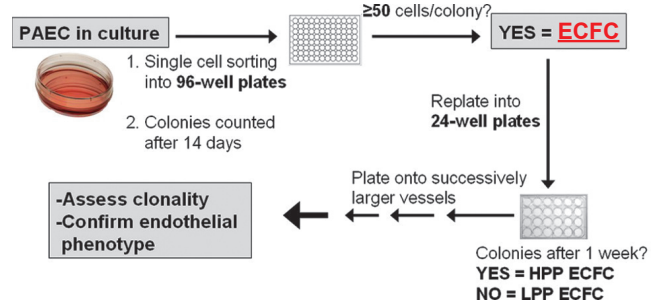 PAEC in culture
≥50 cells/colony?
YES = ECFC
1. Single cell sorting
into 96-well plates
2. Colonies counted
after 14 days
Replate into
24-well plates
Plate onto successively
larger vessels
-Assess clonality
-Confirm endothelial
phenotype
Colonies after 1 week?
YES = HPP ECFC
NO = LPP ECFC